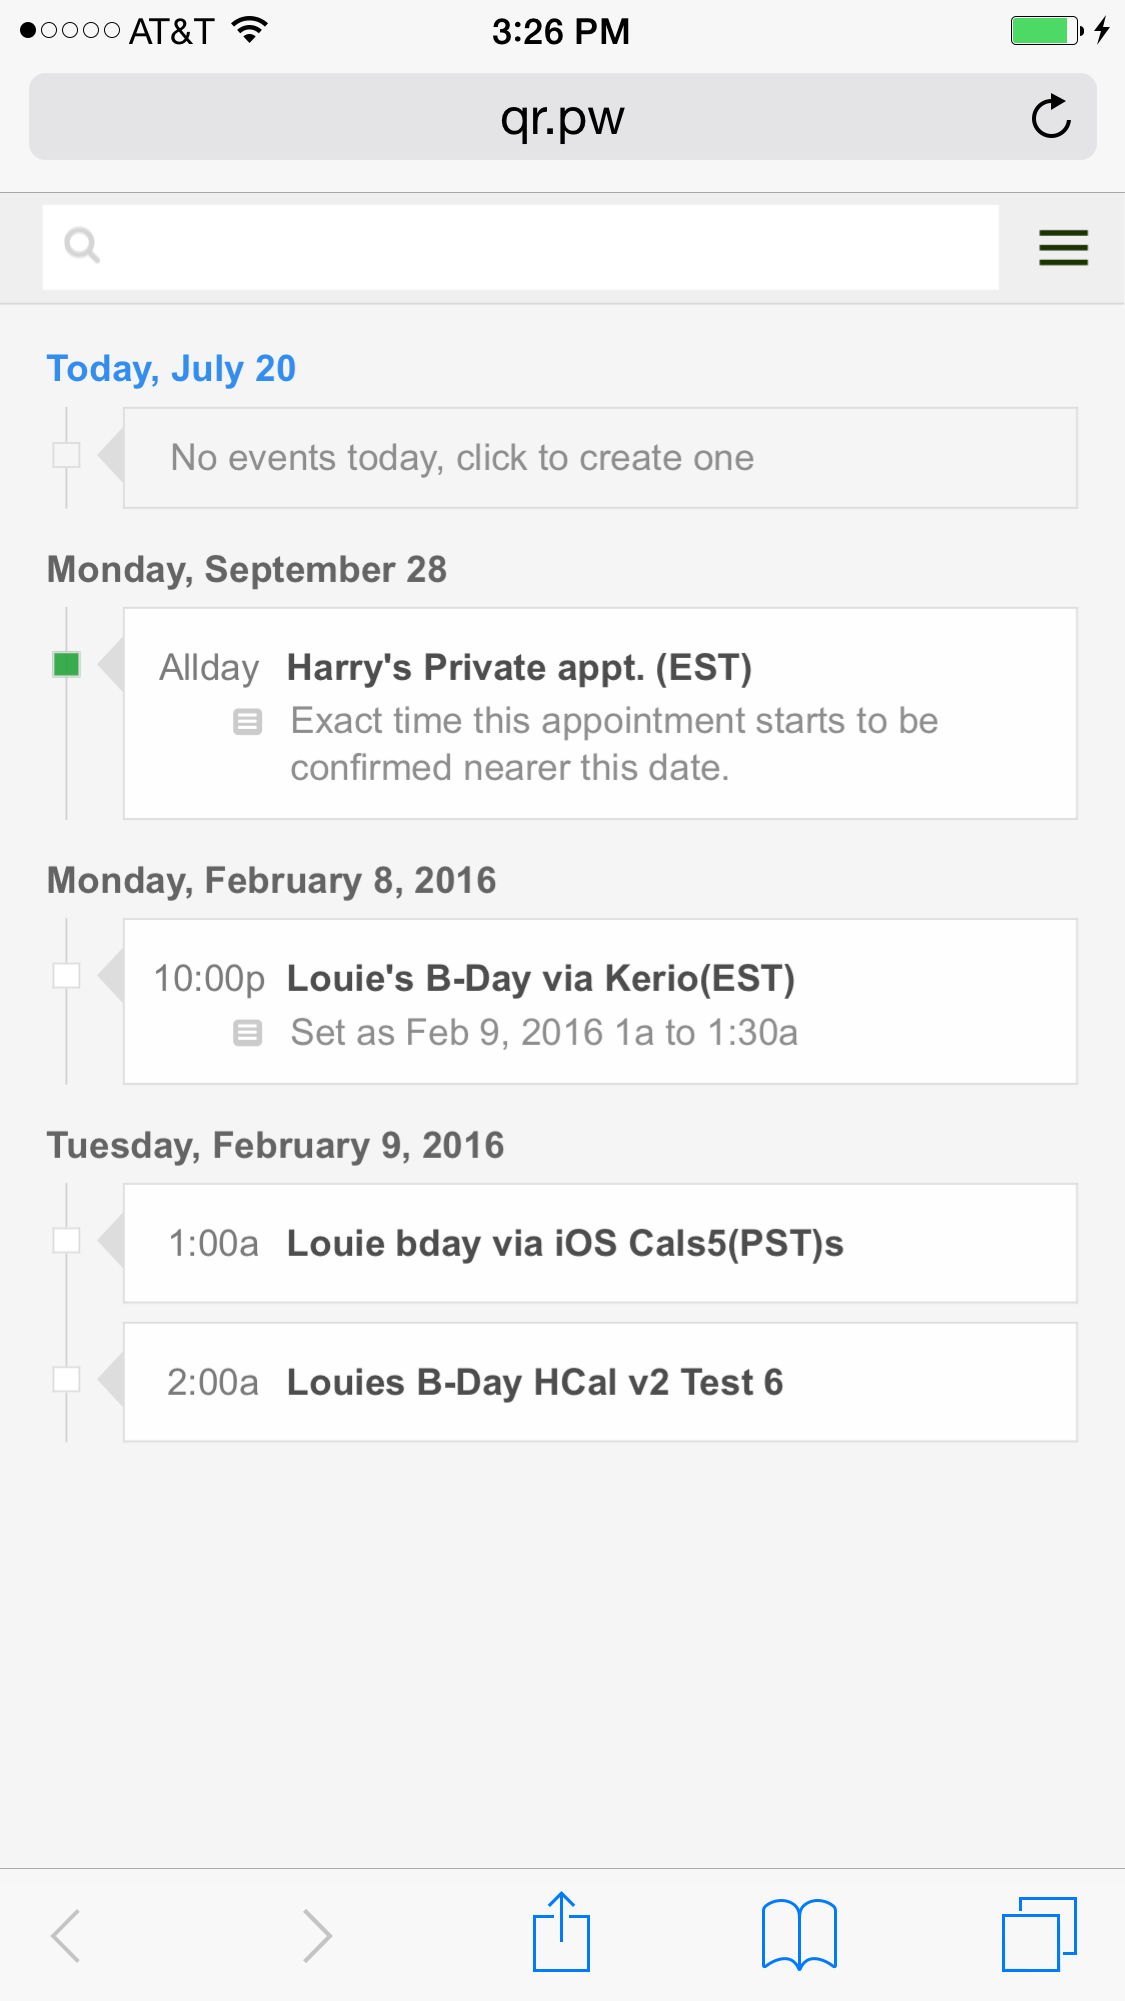 AT&T 3:26 PM
qr.pw
Today, July 20
No events today, click to create one
Monday, September 28
Allday Harry's Private appt. (EST)
Exact time this appointment starts to be
confirmed nearer this date.
Monday, February 8, 2016
10:00p Louie's B-Day via Kerio(EST)
Set as Feb 9, 2016 1a to 1:30a
Tuesday, February 9, 2016
1:00a Louie bday via iOS Cals5(PST)s
2:00a Louies B-Day HCal v2 Test 6